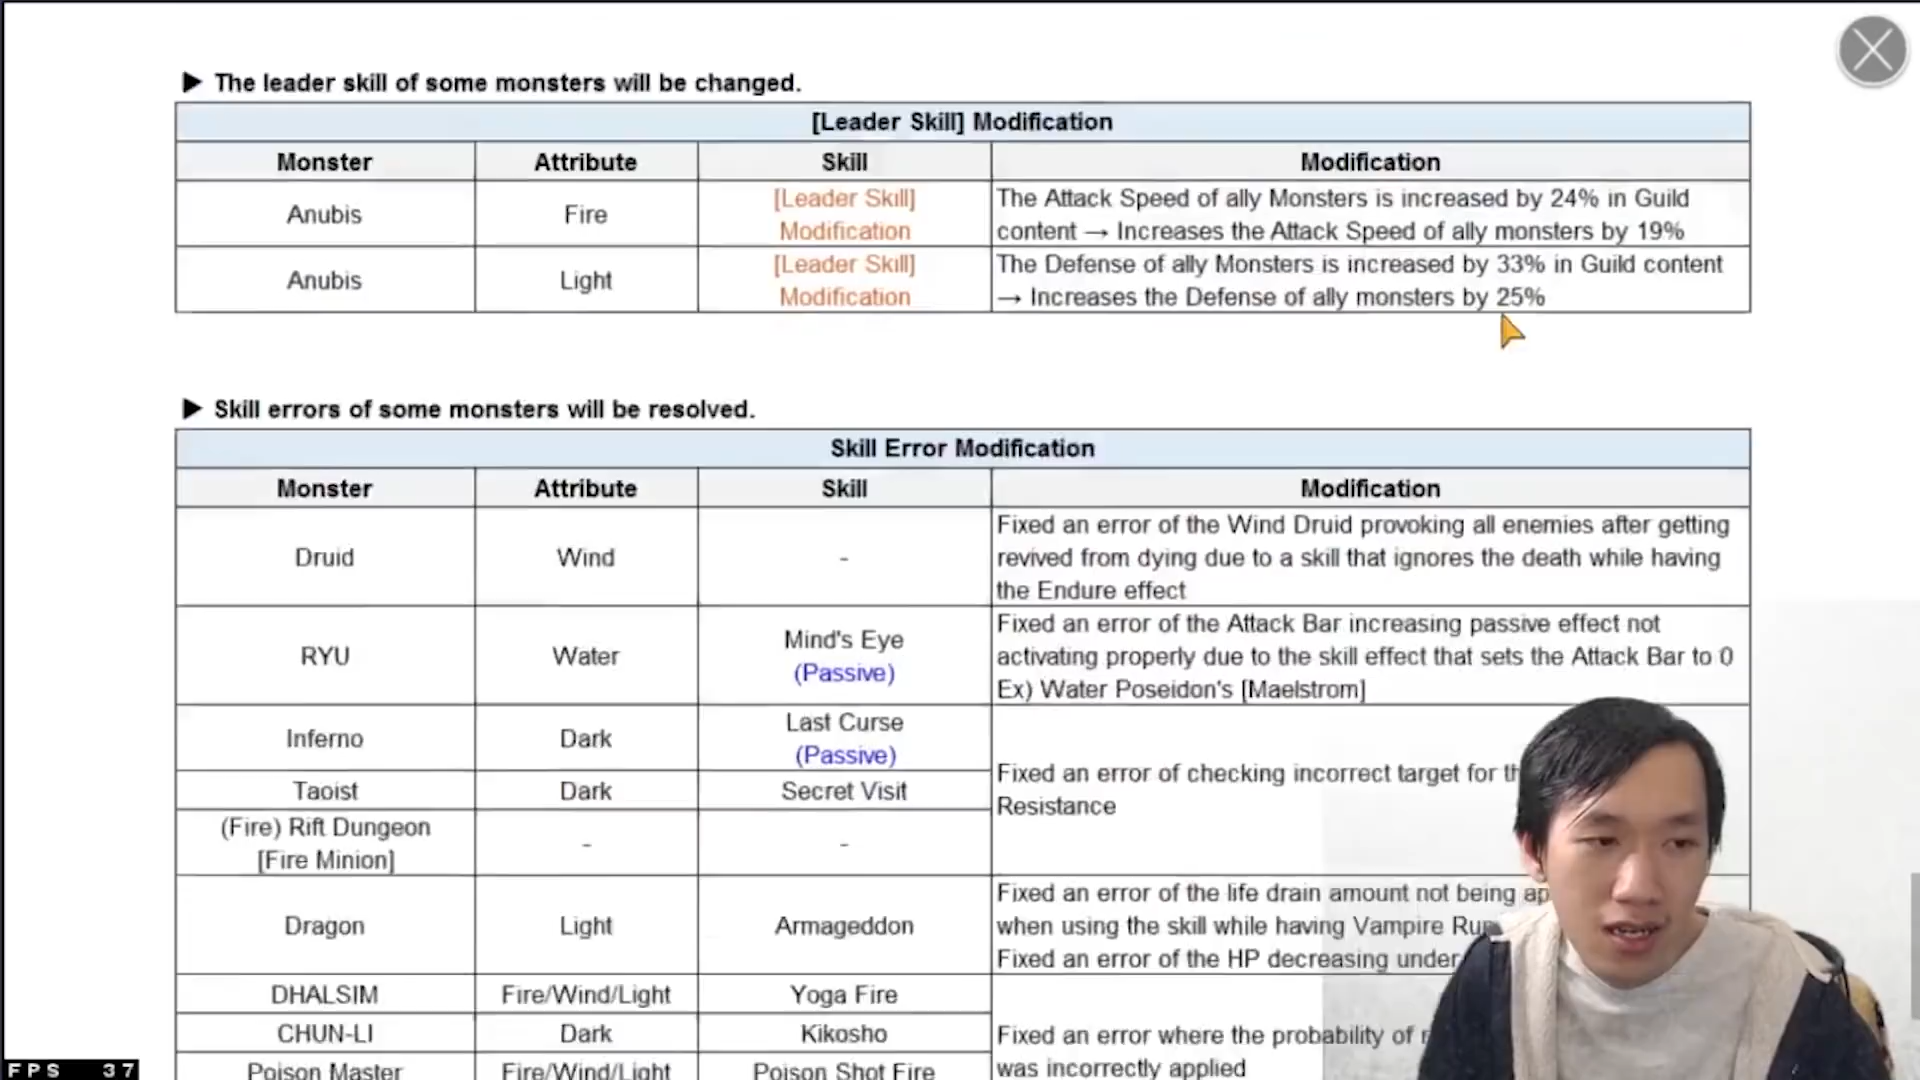 ▶ The leader skill of some monsters will be changed.
[Leader Skill] Modification
Monster Attribute Skill Modification
Anubis Fire [Leader Skill] Modification The Attack Speed of ally Monsters is increased by 24% in Guild
content → Increases the Attack Speed of ally monsters by 19%
Anubis Light [Leader Skill] Modification The Defense of ally Monsters is increased by 33% in Guild content
→ Increases the Defense of ally monsters by 25%
▶ Skill errors of some monsters will be resolved.
Skill Error Modification
Monster Attribute Skill Modification
Druid Wind - Fixed an error of the Wind Druid provoking all enemies after getting
revived from dying due to a skill that ignores the death while having
the Endure effect
RYU Water Mind's Eye (Passive) Fixed an error of the Attack Bar increasing passive effect not
activating properly due to the skill effect that sets the Attack Bar to 0
Ex) Water Poseidon's [Maelstrom]
Inferno Dark Last Curse (Passive)
Taoist Dark Secret Visit
Fixed an error of checking incorrect target for
Resistance
(Fire) Rift Dungeon [Fire Minion] - -
Dragon Light Armageddon Fixed an error of the life drain amount not being
when using the skill while having Vampire
Fixed an error of the HP decreasing under
DHALSIM Fire/Wind/Light Yoga Fire
CHUN-LI Dark Kikosho
Fixed an error where the probability of
was incorrectly applied
Poison Master Fire/Wind/Light Poison Shot Fire
FPS 37